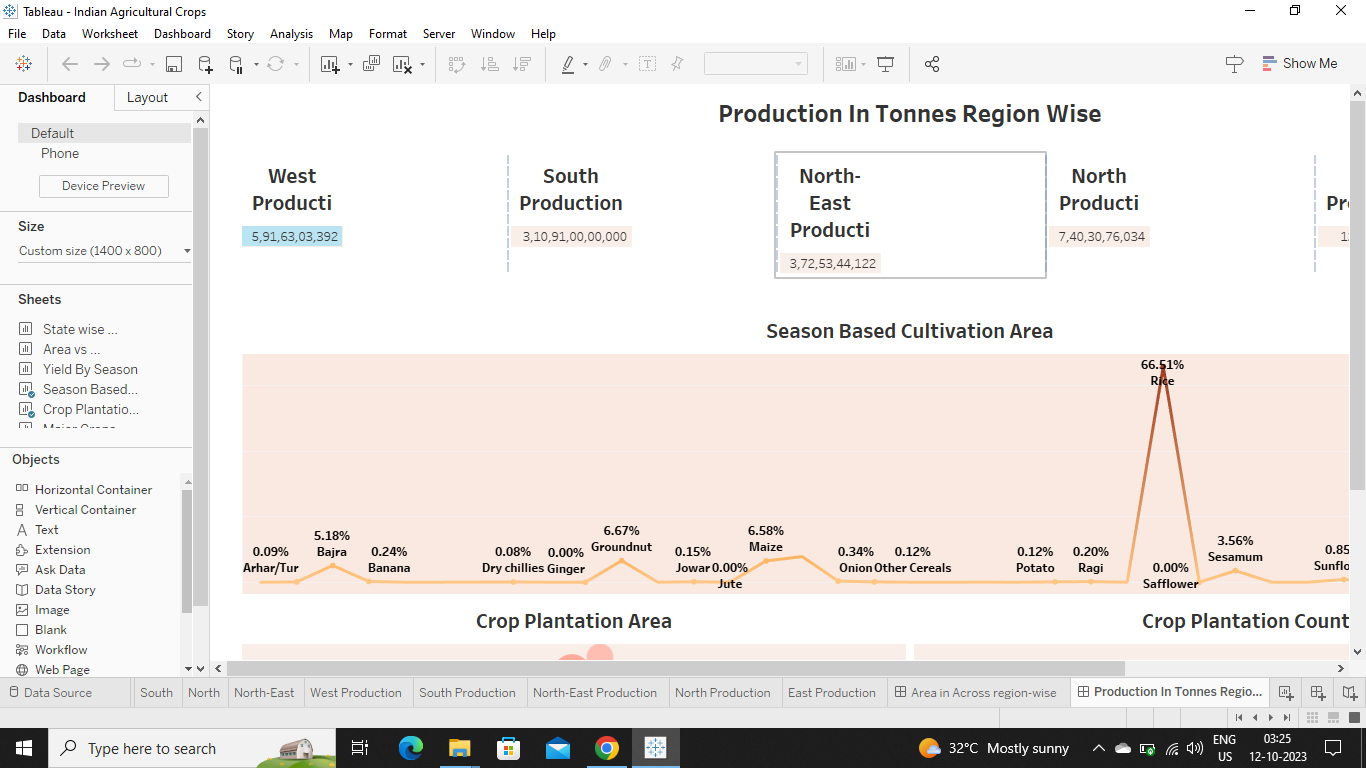 Tableau - Indian Agricultural Crops
File Data Worksheet Dashboard Story Analysis Map Format Server Window Help
Show Me
Dashboard
Layout
Default
Phone
Device Preview
Size
Custom size (1400 x 800)
Sheets
State wise ...
Area vs ...
Yield By Season
Season Based...
Crop Plantatio...
Objects
Horizontal Container
Vertical Container
Text
Extension
Ask Data
Data Story
Image
Blank
Workflow
Web Page
Production In Tonnes Region Wise
West
Producti
5,91,63,03,392
South
Production
3,10,91,00,00,000
North-
East
Producti
3,72,53,44,122
North
Producti
7,40,30,76,034
Season Based Cultivation Area
0.09%
Arhar/Tur
5.18%
Bajra
0.24%
Banana
0.08%
Dry chillies
0.00%
Ginger
6.67%
Groundnut
0.15%
Jowar
0.00%
Jute
6.58%
Maize
0.34%
Onion
0.12%
Other Cereals
0.12%
Potato
0.20%
Ragi
66.51%
Rice
0.00%
Safflower
3.56%
Sesamum
0.85
Sunflo
Crop Plantation Area
Crop Plantation Count
Data Source
South
North
North-East
West Production
South Production
North-East Production
North Production
East Production
Area in Across region-wise
Production In Tonnes Regio...
Type here to search
32°C Mostly sunny
ENG
US
03:25
12-10-2023